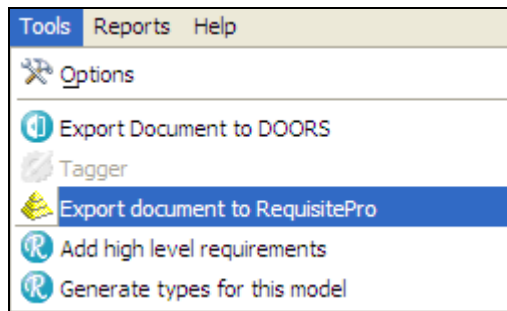 Tools Reports Help
Options
Export Document to DOORS
Tagger
Export document to RequisitePro
Add high level requirements
Generate types for this model